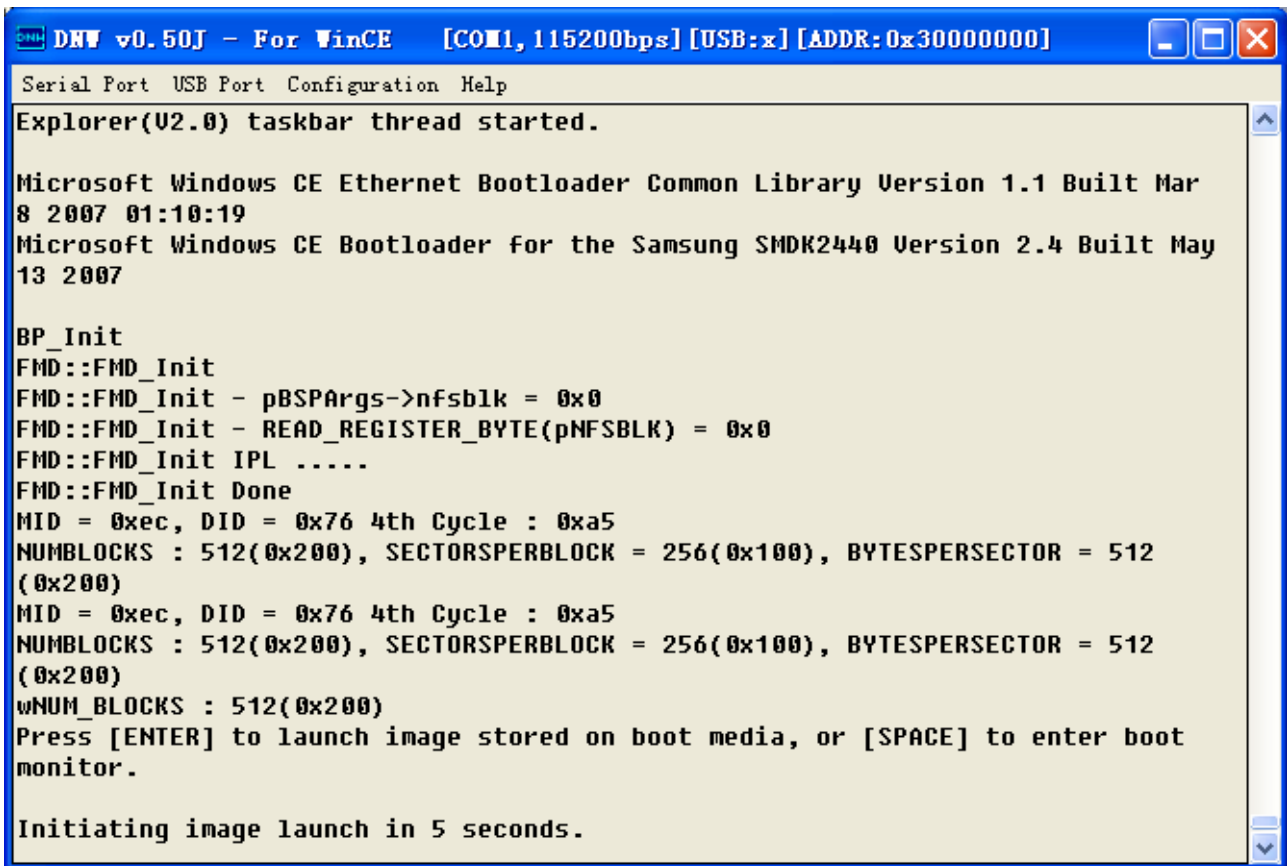 DNW v0.50J - For WinCE [COM1,115200bps][USB:x][ADDR:0x30000000]
Serial Port USB Port Configuration Help
Explorer(V2.0) taskbar thread started.
Microsoft Windows CE Ethernet Bootloader Common Library Version 1.1 Built Mar
8 2007 01:10:19
Microsoft Windows CE Bootloader for the Samsung SMDK2440 Version 2.4 Built May
13 2007
BP_Init
FMD::FMD_Init
FMD::FMD_Init - pBSPArgs->nfsblk = 0x0
FMD::FMD_Init - READ_REGISTER_BYTE(pNFSBLK) = 0x0
FMD::FMD_Init IPL .....
FMD::FMD_Init Done
MID = 0xec, DID = 0x76 4th Cycle : 0xa5
NUMBLOCKS : 512(0x200), SECTORSPERBLOCK = 256(0x100), BYTESPERSECTOR = 512
(0x200)
MID = 0xec, DID = 0x76 4th Cycle : 0xa5
NUMBLOCKS : 512(0x200), SECTORSPERBLOCK = 256(0x100), BYTESPERSECTOR = 512
(0x200)
wNUM_BLOCKS : 512(0x200)
Press [ENTER] to launch image stored on boot media, or [SPACE] to enter boot
monitor.
Initiating image launch in 5 seconds.